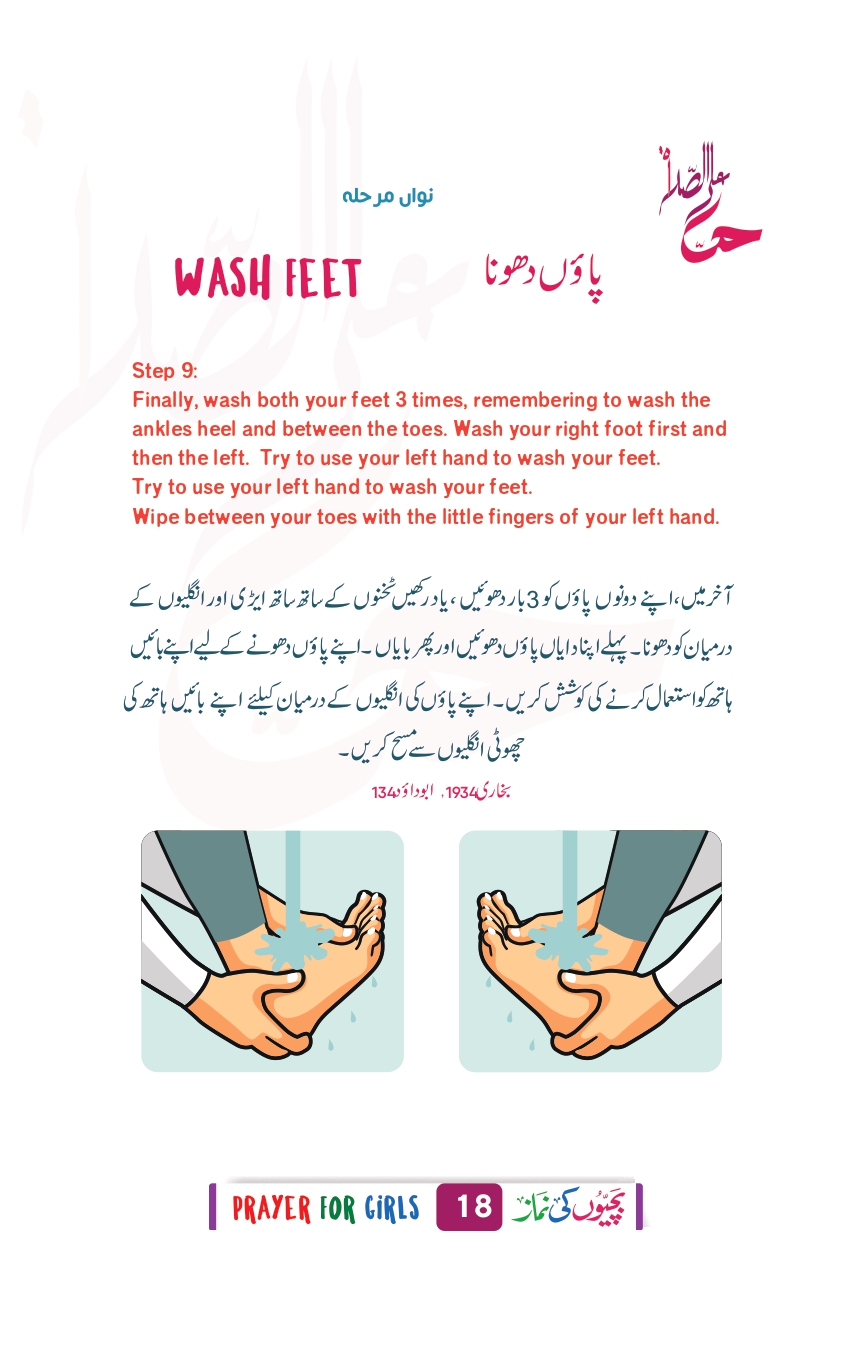 حی على الصلاة
نواں مرحلہ
WASH FEET
پاؤں دھونا
Step 9:
Finally, wash both your feet 3 times, remembering to wash the
ankles heel and between the toes. Wash your right foot first and
then the left. Try to use your left hand to wash your feet.
Try to use your left hand to wash your feet.
Wipe between your toes with the little fingers of your left hand.
آخر میں، اپنے دونوں پاؤں کو 3 بار دھوئیں، یاد رکھیں ٹخنوں کے ساتھ ساتھ ایڑی اور انگلیوں کے
درمیان کو دھونا۔ پہلے اپنا دایاں پاؤں دھوئیں اور پھر بایاں۔ اپنے پاؤں دھونے کے لیے اپنے بائیں
ہاتھ کو استعمال کرنے کی کوشش کریں۔ اپنے پاؤں کی انگلیوں کے درمیان کیلئے اپنے بائیں ہاتھ کی
چھوٹی انگلیوں سے مسح کریں۔
بخاری 1934، ابوداؤد 134
PRAYER FOR GiRLS 18 بچیّوں کی نماز